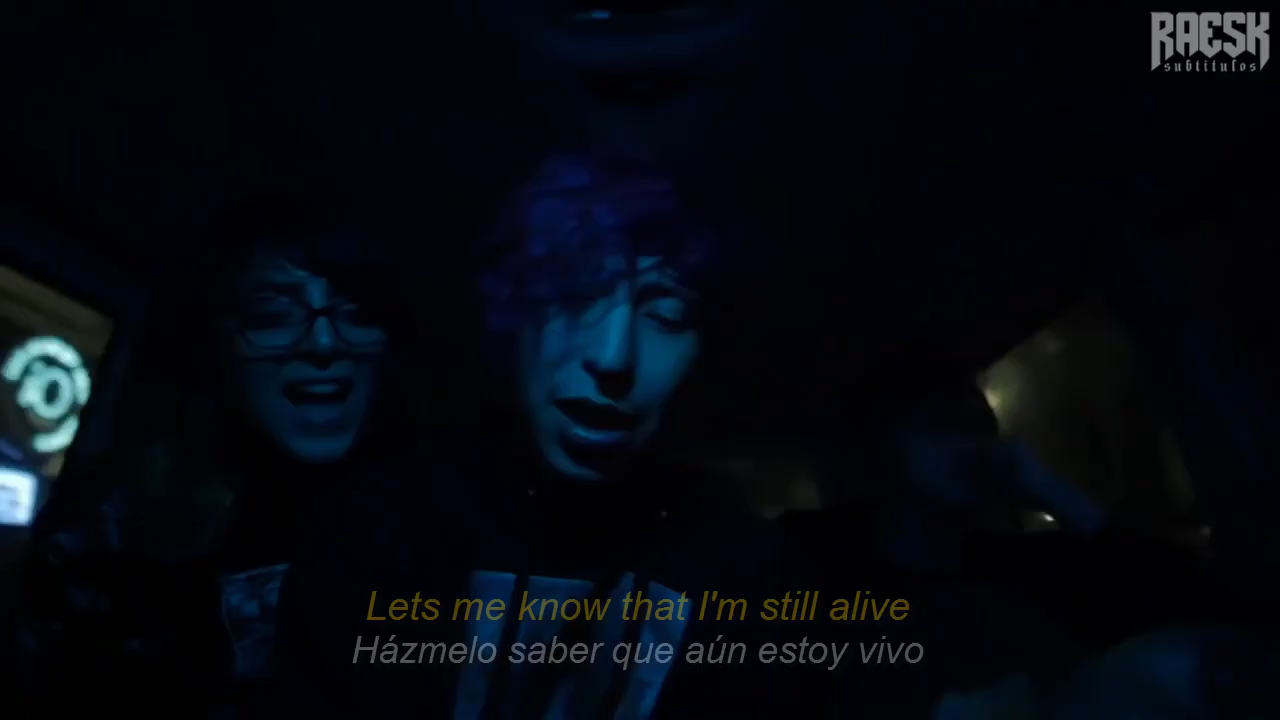 RAESK
subtitulos
Lets me know that I'm still alive
Házmelo saber que aún estoy vivo